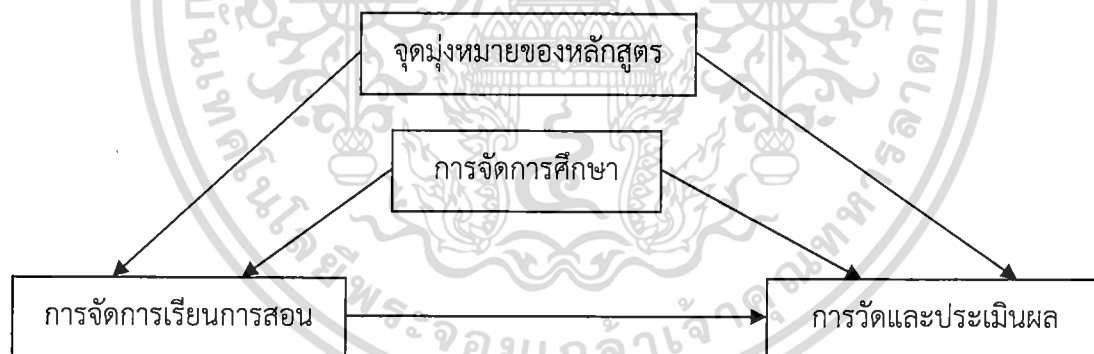 จุดมุ่งหมายของหลักสูตร
การจัดการศึกษา
การจัดการเรียนการสอน
การวัดและประเมินผล